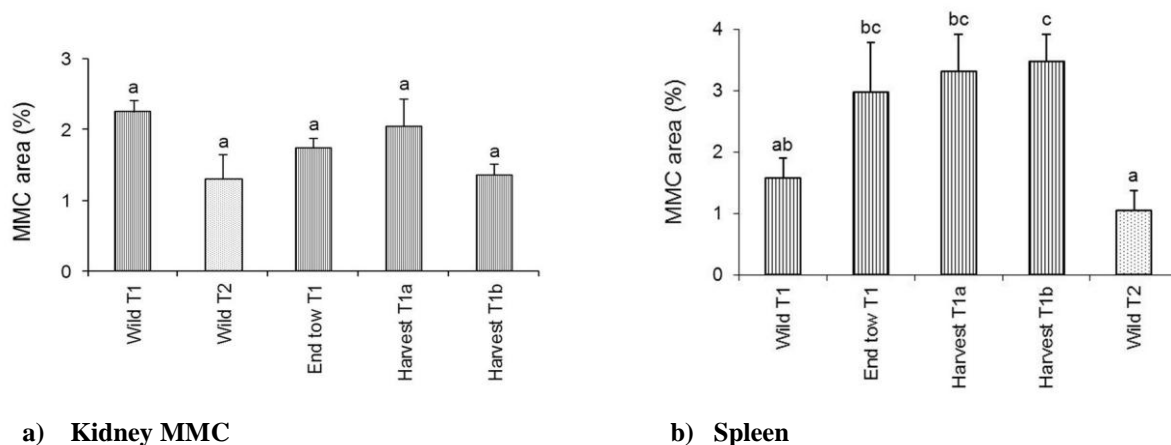 MMC area (%)
3
2
1
0
a
a
a
a
a
Wild T1
Wild T2
End tow T1
Harvest T1a
Harvest T1b
a) Kidney MMC
MMC area (%)
4
3
2
1
0
ab
bc
bc
c
a
Wild T1
End tow T1
Harvest T1a
Harvest T1b
Wild T2
b) Spleen